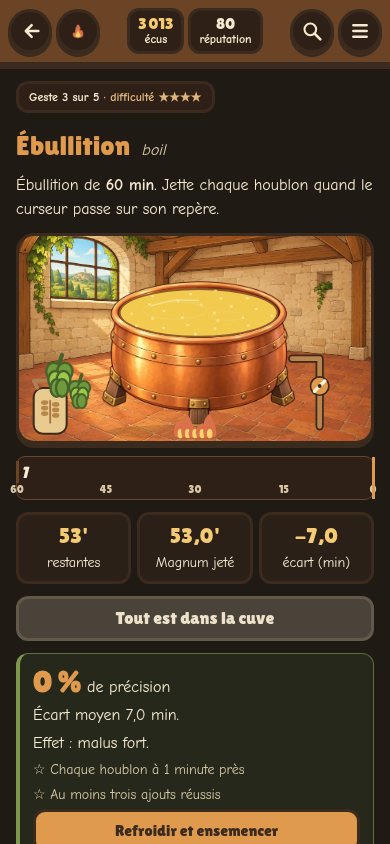 3 013
écus
80
réputation
Geste 3 sur 5 · difficulté ★★★★
Ébullition boil
Ébullition de 60 min. Jette chaque houblon quand le
curseur passe sur son repère.
1
60 45 30 15 0
53'
restantes
53,0'
Magnum jeté
−7,0
écart (min)
Tout est dans la cuve
0 % de précision
Écart moyen 7,0 min.
Effet : malus fort.
☆ Chaque houblon à 1 minute près
☆ Au moins trois ajouts réussis
Refroidir et ensemencer